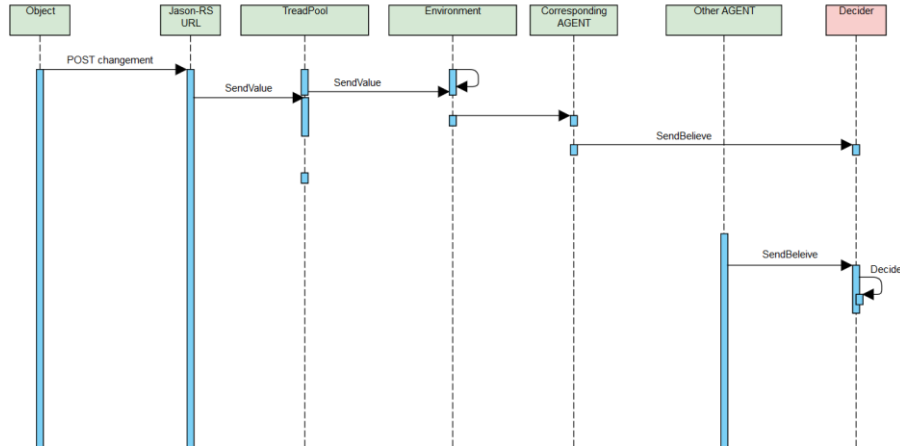 Object
Jason-RS
URL
TreadPool
Environment
Corresponding
AGENT
Other AGENT
Decider
POST changement
SendValue
SendValue
SendBelieve
SendBeleive
Decide